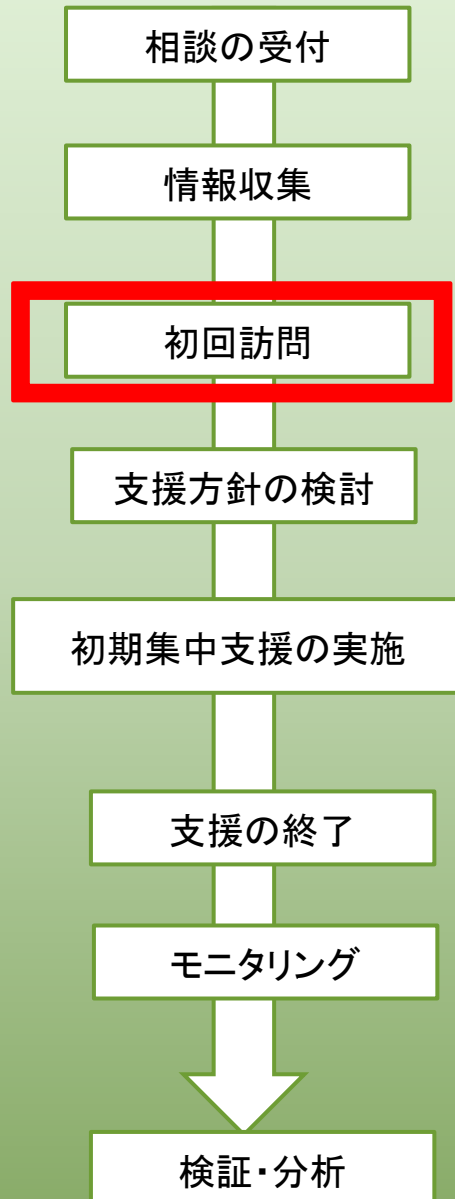 相談の受付
情報収集
初回訪問
支援方針の検討
初期集中支援の実施
支援の終了
モニタリング
検証・分析